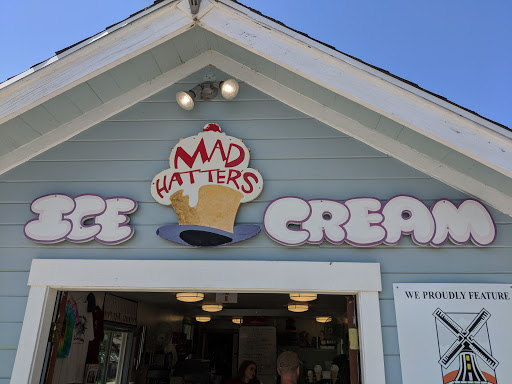 MAD
HATTERS
ICE CREAM
WE PROUDLY FEATURE